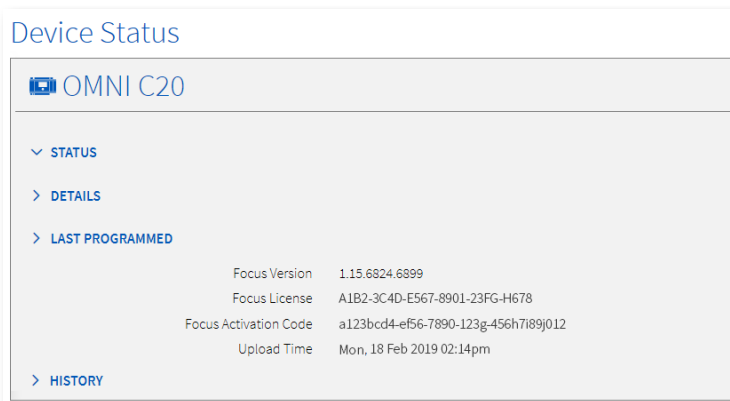 Device Status
OMNI C20
STATUS
DETAILS
LAST PROGRAMMED
Focus Version 1.15.6824.6899
Focus License A1B2-3C4D-E567-8901-23FG-H678
Focus Activation Code a123bcd4-ef56-7890-123g-456h7i89j012
Upload Time Mon, 18 Feb 2019 02:14pm
HISTORY